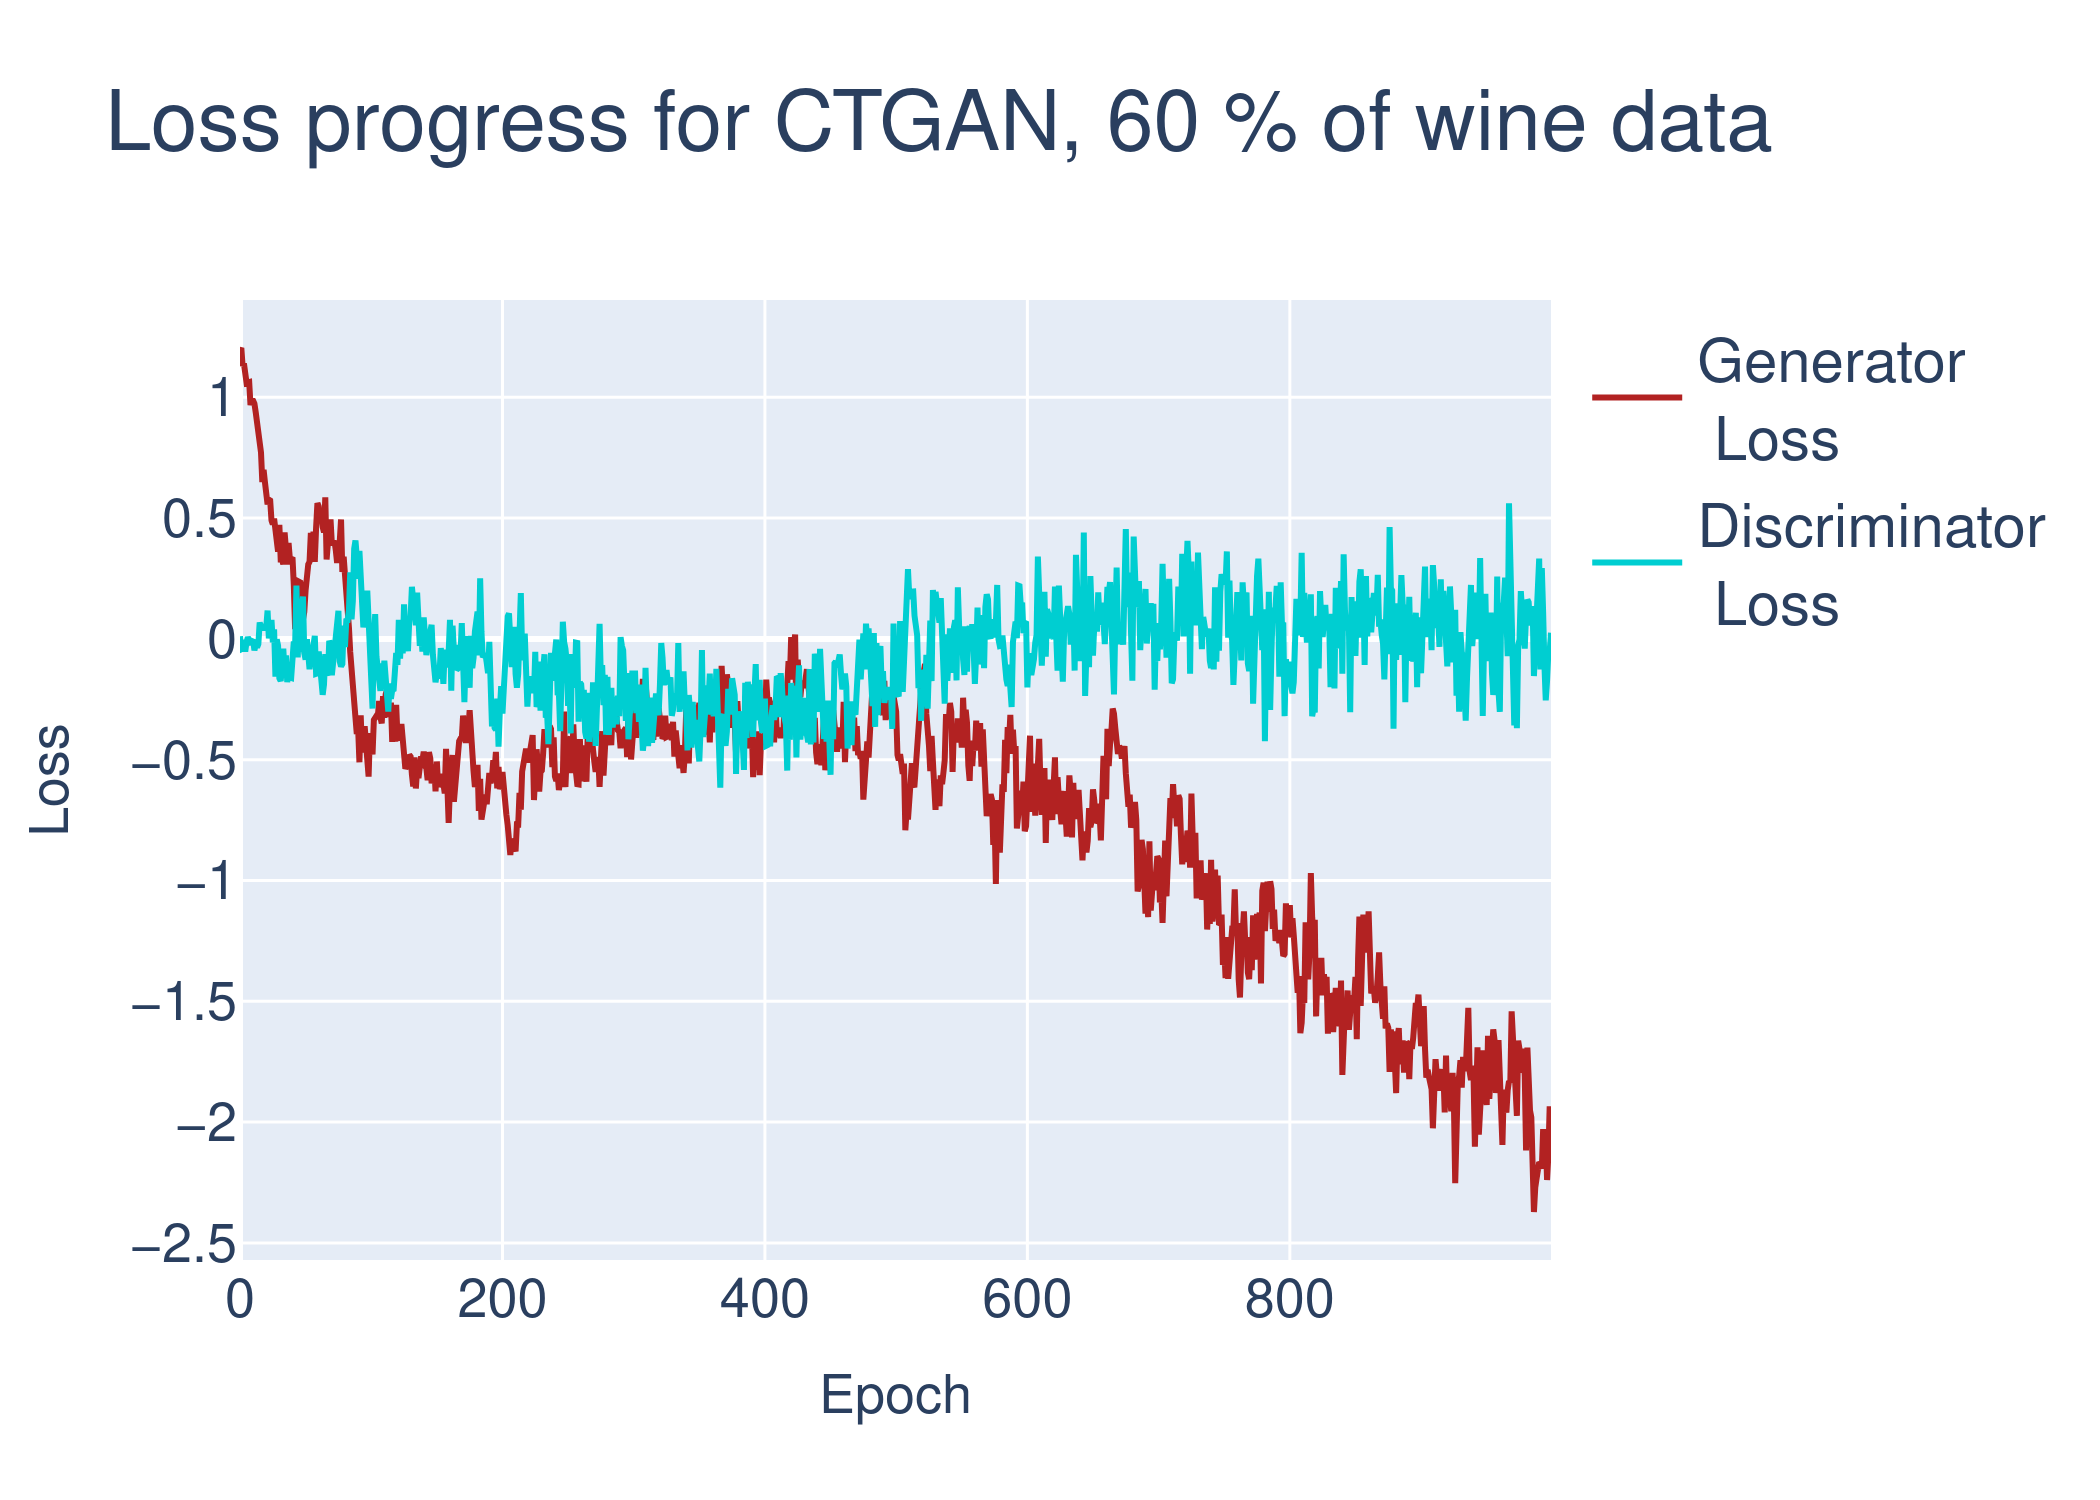 Loss progress for CTGAN, 60 % of wine data
Generator
Loss
Discriminator
Loss
1
0.5
0
−0.5
−1
−1.5
−2
−2.5
Loss
0 200 400 600 800
Epoch